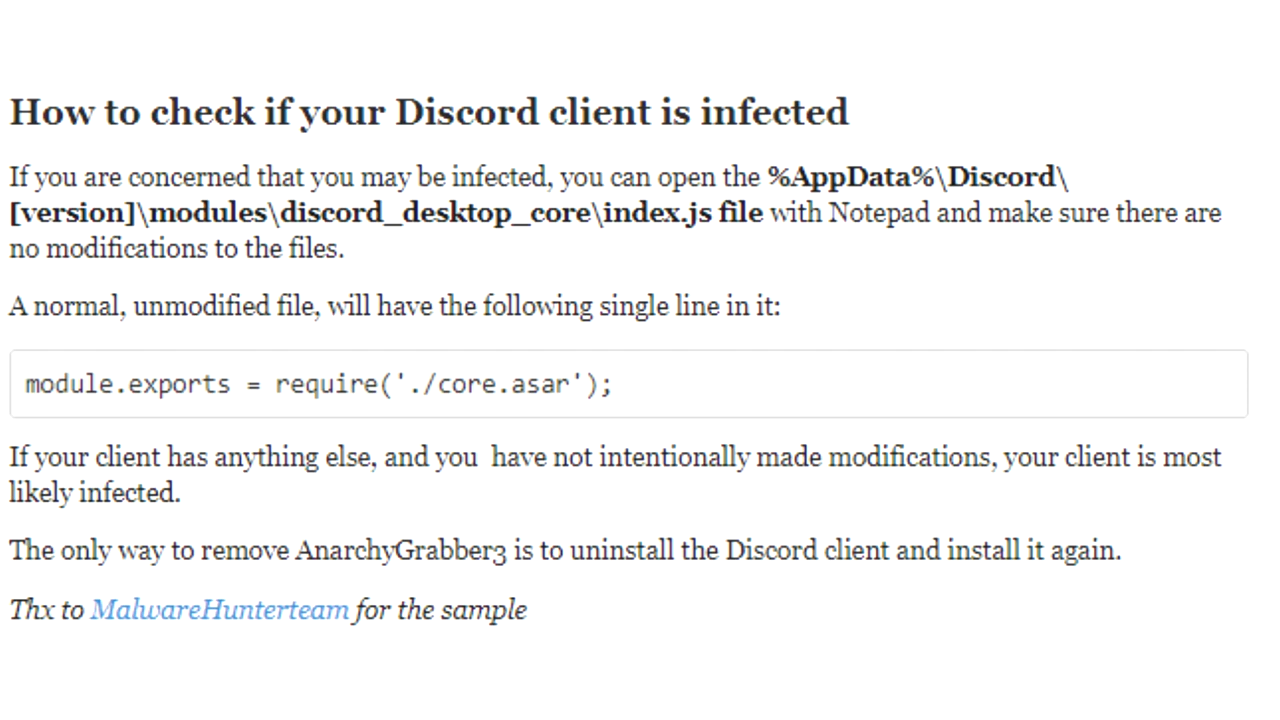 How to check if your Discord client is infected
If you are concerned that you may be infected, you can open the %AppData%\Discord\
[version]\modules\discord_desktop_core\index.js file with Notepad and make sure there are
no modifications to the files.
A normal, unmodified file, will have the following single line in it:
module.exports = require('./core.asar');
If your client has anything else, and you  have not intentionally made modifications, your client is most
likely infected.
The only way to remove AnarchyGrabber3 is to uninstall the Discord client and install it again.
Thx to MalwareHunterteam for the sample